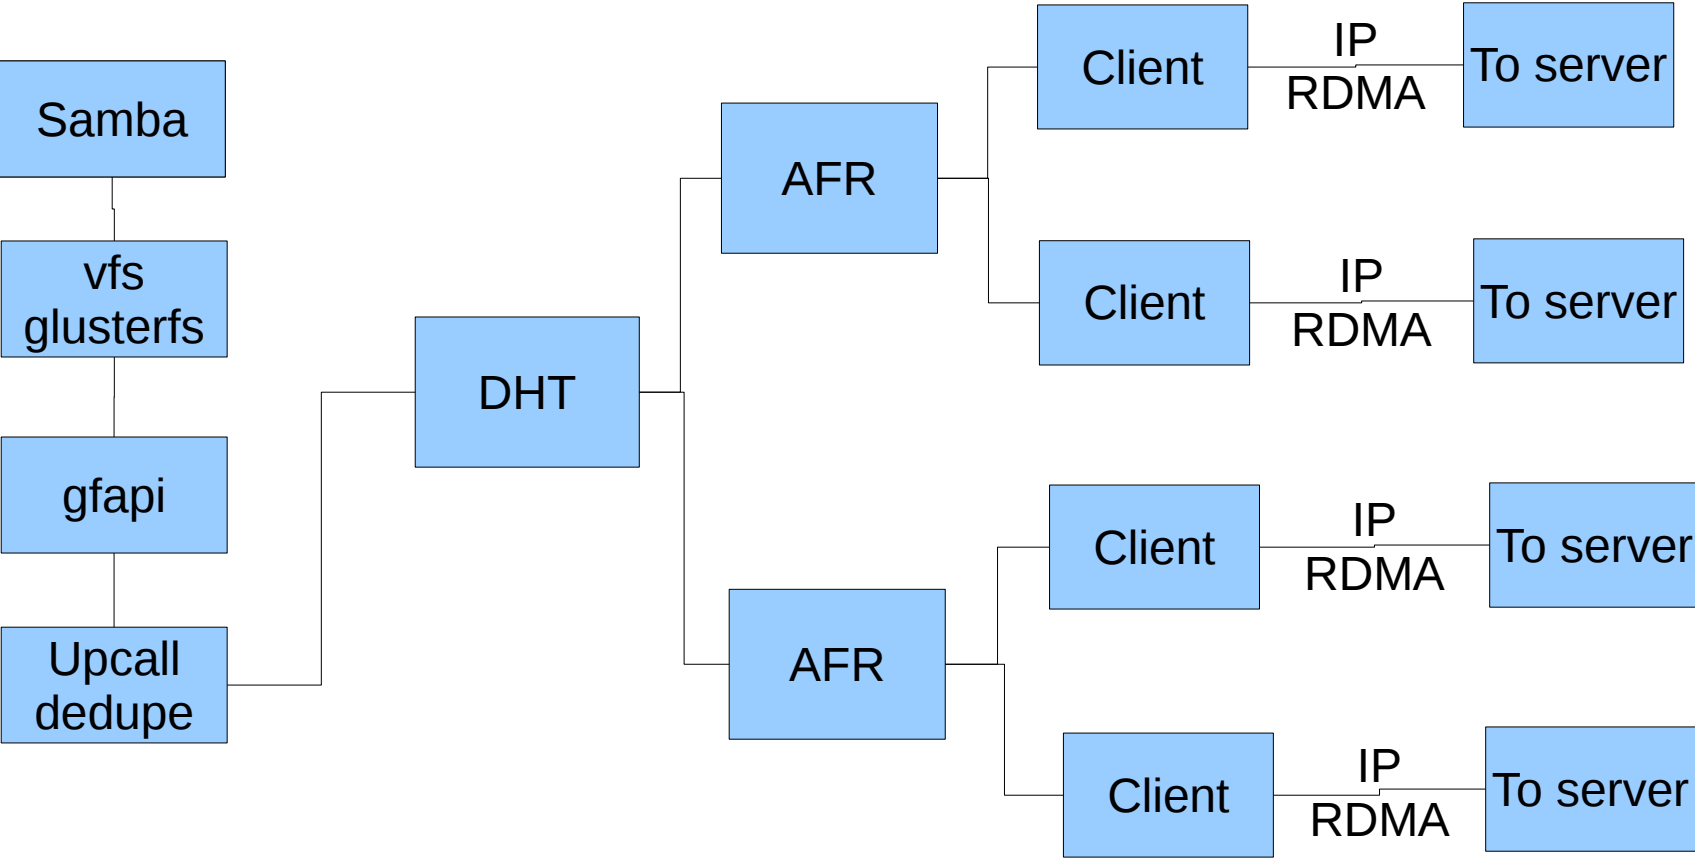 Samba
vfs
glusterfs
gfapi
Upcall
dedupe
DHT
AFR
AFR
Client
IP
RDMA
To server
Client
IP
RDMA
To server
Client
IP
RDMA
To server
Client
IP
RDMA
To server